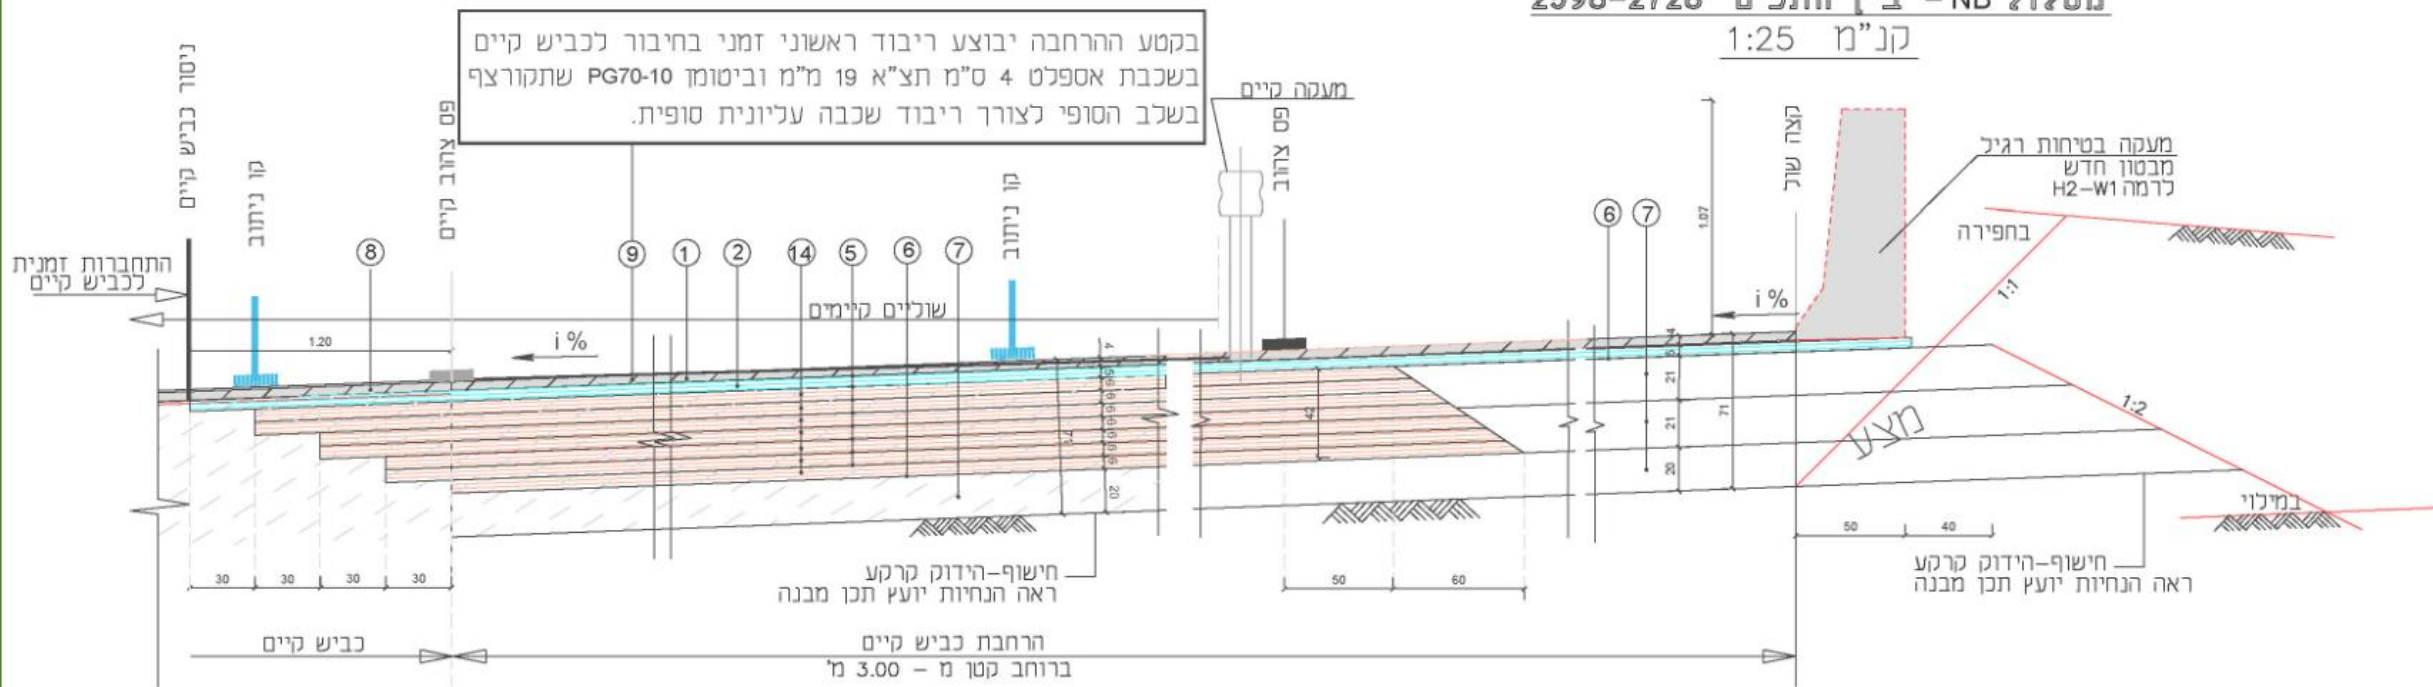 קנ"מ 1:25
בקטע ההרחבה יבוצע ריבוד ראשוני זמני בחיבור לכביש קיים
בשכבת אספלט 4 ס"מ תצ"א 19 מ"מ וביטומן PG70-10 שתקורצף
בשלב הסופי לצורך ריבוד שכבה עליונית סופית.
ניסור כביש קיים
קו ניתוב
פס צהוב קיים
קו ניתוב
מעקה קיים
פס צהוב
קצה שול
מעקה בטיחות רגיל
מבטון חדש
לרמה H2-W1
1.07
בחפירה
1:1
1:2
מצע
במילוי
התחברות זמנית
לכביש קיים
8
9
1
2
14
5
6
7
6
7
שוליים קיימים
i %
i %
1.20
4
20
71
42
21
21
20
71
30
30
30
30
50
60
50
40
חישוף-הידוק קרקע
ראה הנחיות יועץ תכן מבנה
חישוף-הידוק קרקע
ראה הנחיות יועץ תכן מבנה
כביש קיים
הרחבת כביש קיים
ברוחב קטן מ - 3.00 מ'